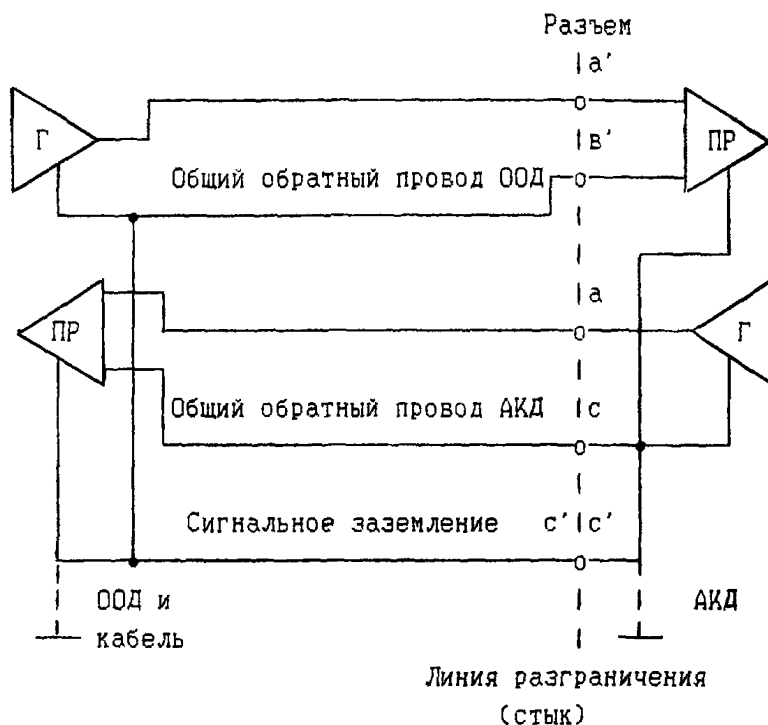 Разъем
а'
Г
в'
ПР
Общий обратный провод ООД
а
ПР
Г
Общий обратный провод АКД
с
Сигнальное заземление
с'
с'
ООД и
кабель
АКД
Линия разграничения
(стык)